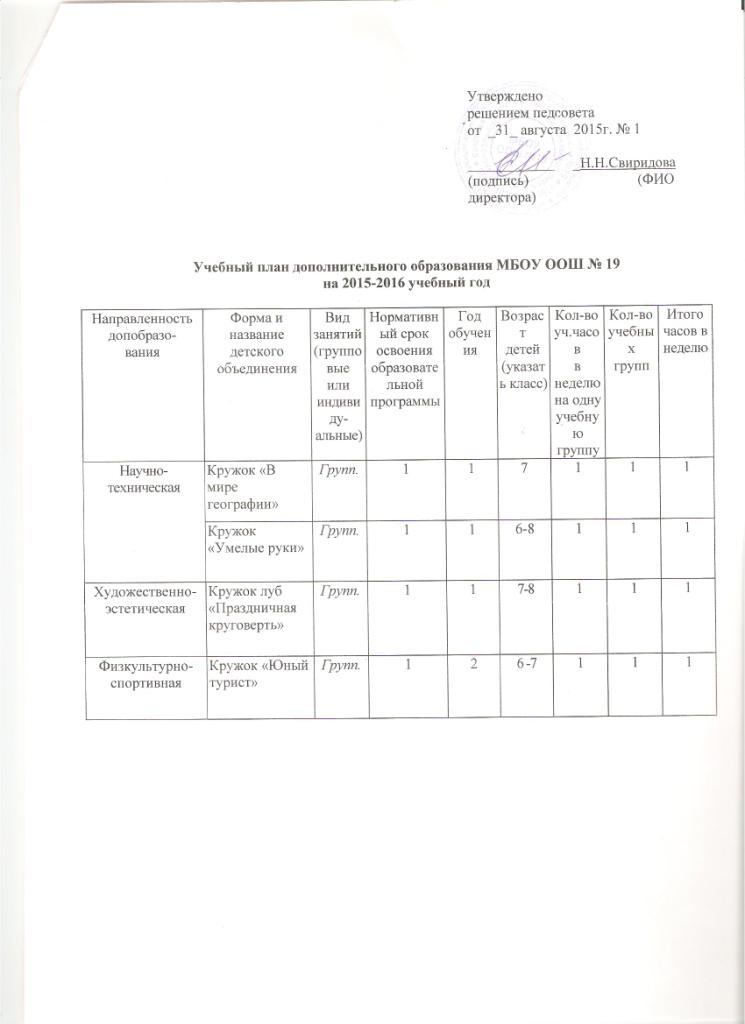 Утверждено
решением педсовета
от _31_ августа 2015г. № 1
____________ _Н.Н.Свиридова
(подпись) (ФИО
директора)
Учебный план дополнительного образования МБОУ ООШ № 19
на 2015-2016 учебный год
Направленность
допобразо-
вания
Форма и
название
детского
объединения
Вид
занятий
(группо
вые
или
индиви
ду-
альные)
Нормативн
ый срок
освоения
образовате
льной
программы
Год
обучен
ия
Возрас
т
детей
(указат
ь класс)
Кол-во
уч.часо
в
в
неделю
на одну
учебну
ю
группу
Кол-во
учебны
х
групп
Итого
часов в
неделю
Научно-
техническая
Кружок «В
мире
географии»
Групп.
1
1
7
1
1
1
Кружок
«Умелые руки»
Групп.
1
1
6-8
1
1
1
Художественно-
эстетическая
Кружок луб
«Праздничная
круговерть»
Групп.
1
1
7-8
1
1
1
Физкультурно-
спортивная
Кружок «Юный
турист»
Групп.
1
2
6-7
1
1
1